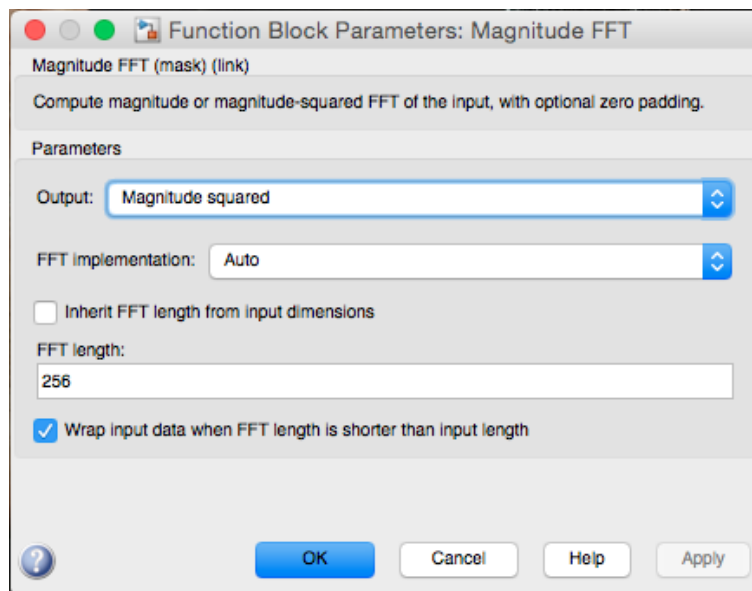 Function Block Parameters: Magnitude FFT
Magnitude FFT (mask) (link)
Compute magnitude or magnitude-squared FFT of the input, with optional zero padding.
Parameters
Output: Magnitude squared
FFT implementation: Auto
Inherit FFT length from input dimensions
FFT length:
256
Wrap input data when FFT length is shorter than input length
? OK Cancel Help Apply